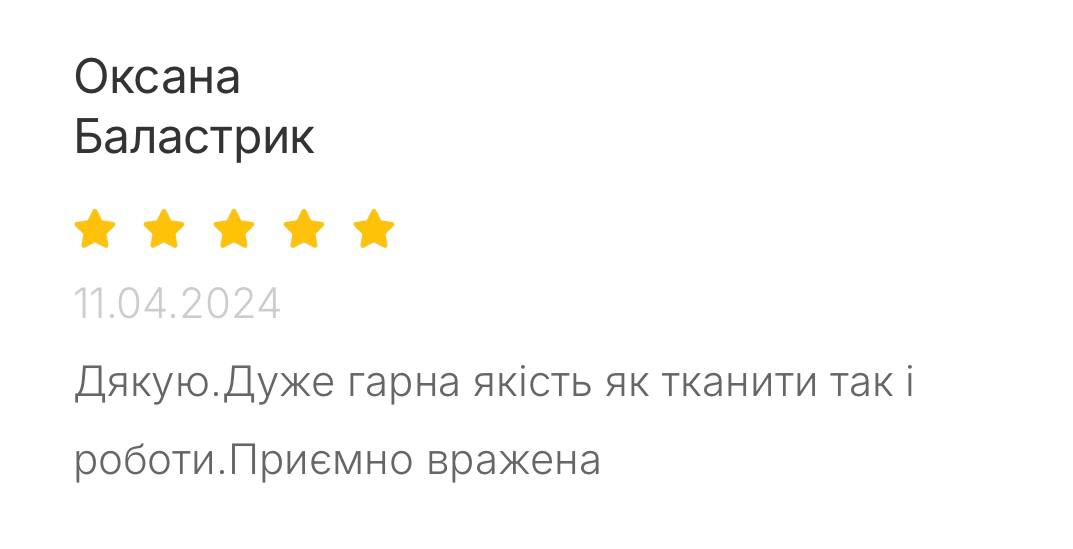 Оксана
Баластрик
11.04.2024
Дякую.Дуже гарна якість як тканити так і
роботи.Приємно вражена